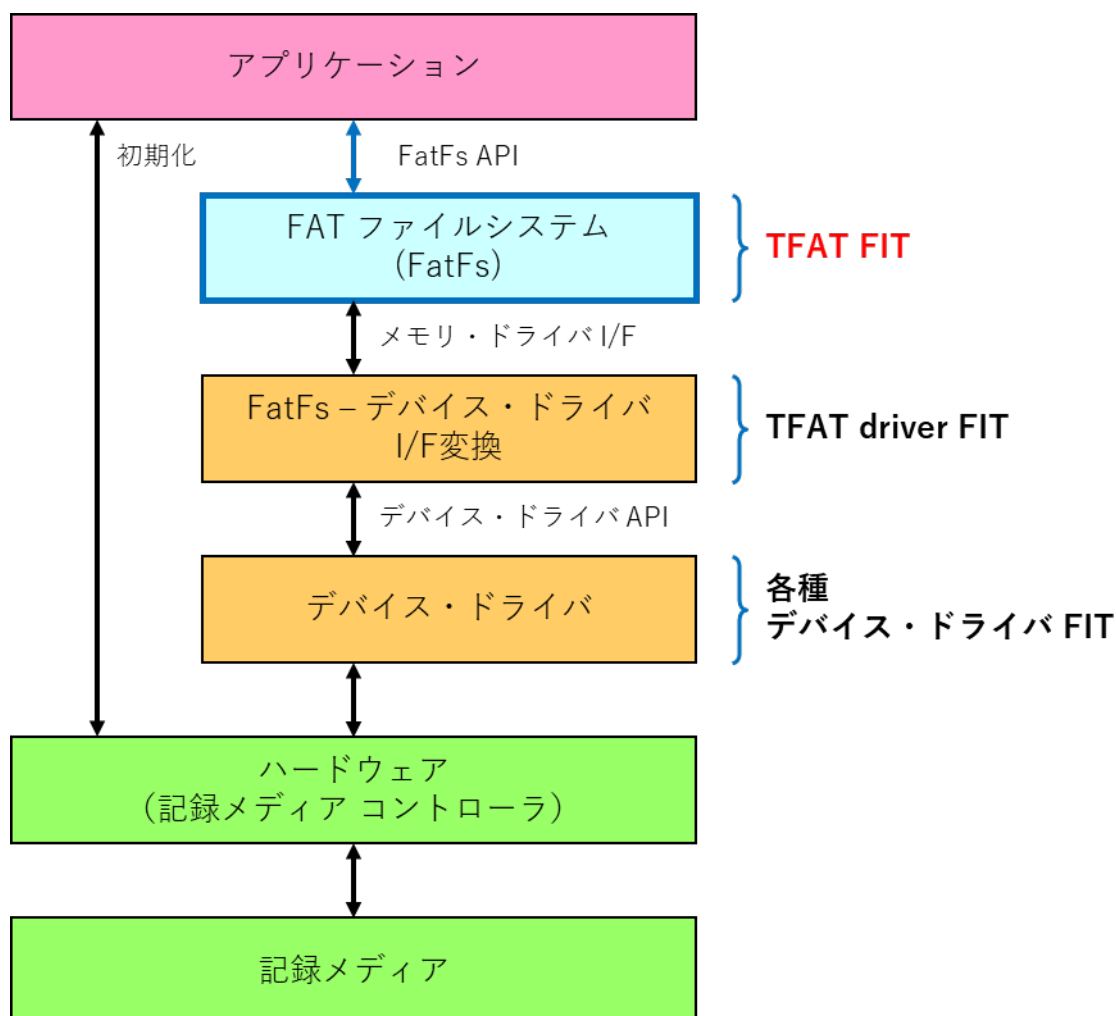 アプリケーション
初期化
FatFs API
FAT ファイルシステム
(FatFs)
TFAT FIT
メモリ・ドライバ I/F
FatFs – デバイス・ドライバ
I/F変換
TFAT driver FIT
デバイス・ドライバ API
デバイス・ドライバ
各種
デバイス・ドライバ FIT
ハードウェア
(記録メディア コントローラ)
記録メディア